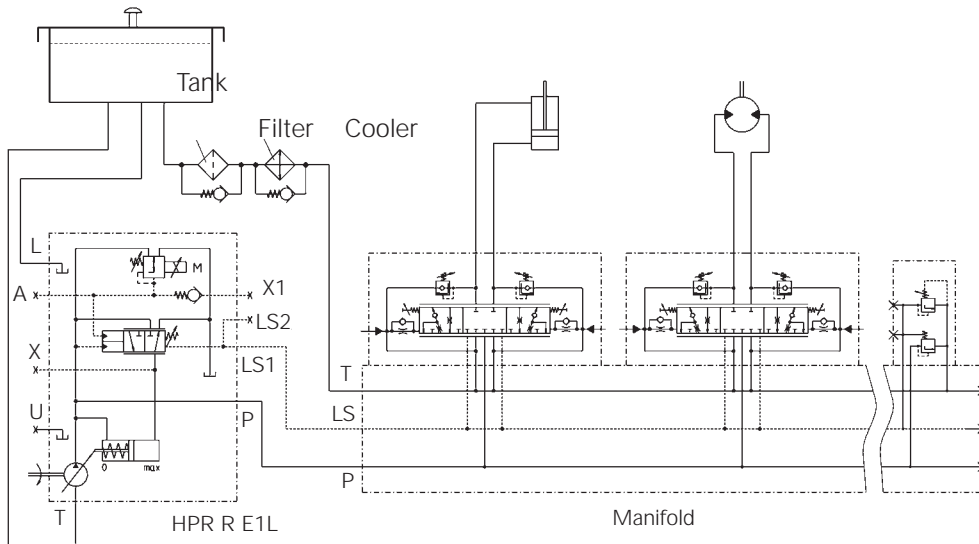 Tank
Filter
Cooler
L
M
A
X1
LS2
X
LS1
T
LS
U
P
0 max
P
T
HPR R E1L
Manifold